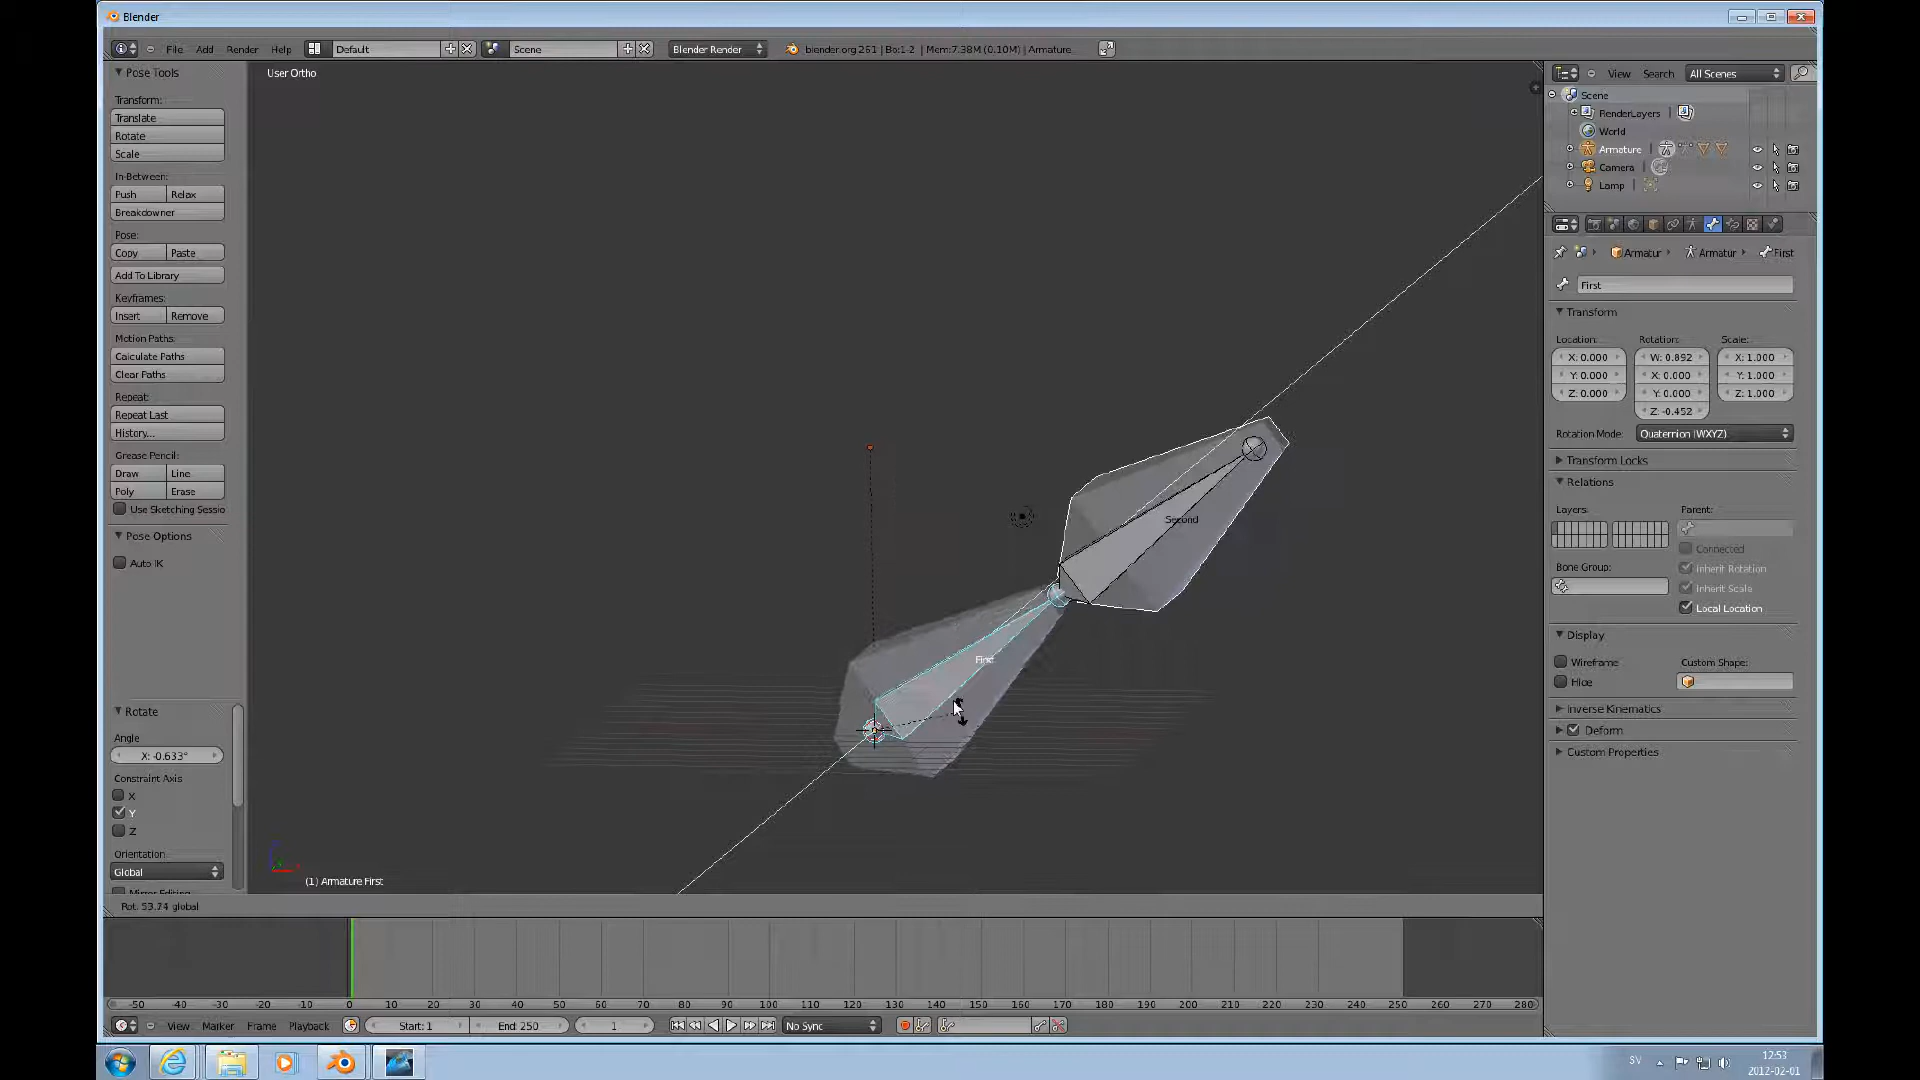 Blender
File Add Render Help Default Scene Blender Render blender.org 261 | Bo:1-2 | Mem:7.38M (0.10M) | Armature
Pose Tools
Transform:
Translate
Rotate
Scale
In-Between:
Push Relax
Breakdowner
Pose:
Copy Paste
Add To Library
Keyframes:
Insert Remove
Motion Paths:
Calculate Paths
Clear Paths
Repeat:
Repeat Last
History...
Grease Pencil:
Draw Line
Poly Erase
Use Sketching Sessio
Pose Options
Auto IK
Rotate
Angle
X: -0.633°
Constraint Axis
X
Y
Z
Orientation
Global
Mirror Editing
User Ortho
Second
First
(1) Armature First
Rot: 53.74 global
View Search All Scenes
Scene
RenderLayers |
World
Armature |
Camera |
Lamp |
Armatur Armatur First
First
Transform
Location: Rotation: Scale:
X: 0.000 W: 0.892 X: 1.000
Y: 0.000 X: 0.000 Y: 1.000
Z: 0.000 Y: 0.000 Z: 1.000
Z: -0.452
Rotation Mode: Quaternion (WXYZ)
Transform Locks
Relations
Layers: Parent:
Connected
Bone Group: Inherit Rotation
Inherit Scale
Local Location
Display
Wireframe Custom Shape:
Hide
Inverse Kinematics
Deform
Custom Properties
-50 -40 -30 -20 -10 0 10 20 30 40 50 60 70 80 90 100 110 120 130 140 150 160 170 180 190 200 210 220 230 240 250 260 270 280
View Marker Frame Playback Start: 1 End: 250 1 No Sync
SV 12:53
2012-02-01